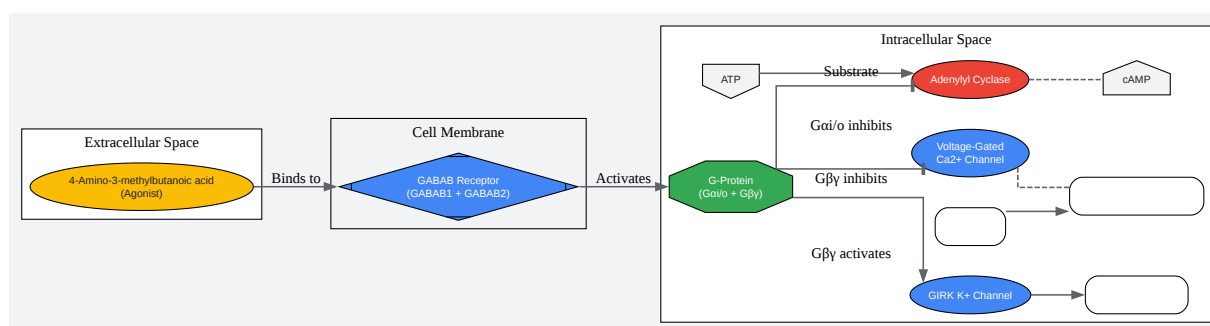 Extracellular Space
4-Amino-3-methylbutanoic acid
(Agonist)
Binds to
Cell Membrane
GABAB Receptor
(GABAB1 + GABAB2)
Activates
Intracellular Space
ATP
Substrate
Adenylyl Cyclase
cAMP
Gαi/o inhibits
Voltage-Gated
Ca2+ Channel
G-Protein
(Gαi/o + Gβγ)
Gβγ inhibits
Gβγ activates
GIRK K+ Channel